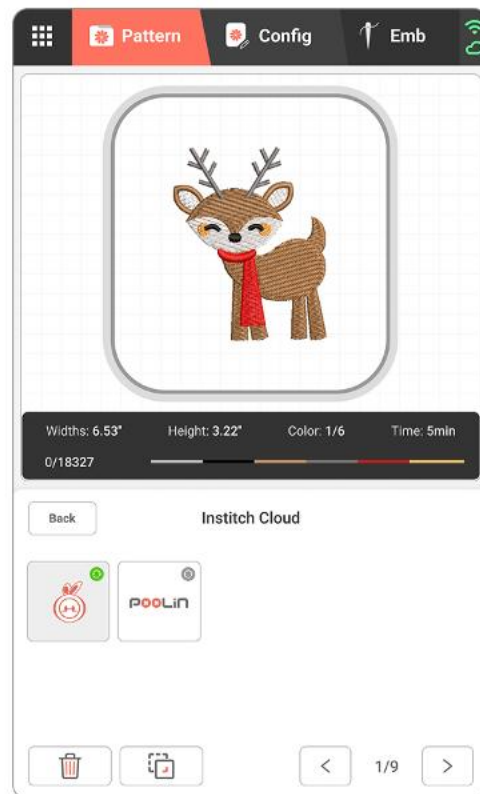 Pattern Config Emb
Widths: 6.53" Height: 3.22" Color: 1/6 Time: 5min
0/18327
Back Institch Cloud
POOLIN
1/9